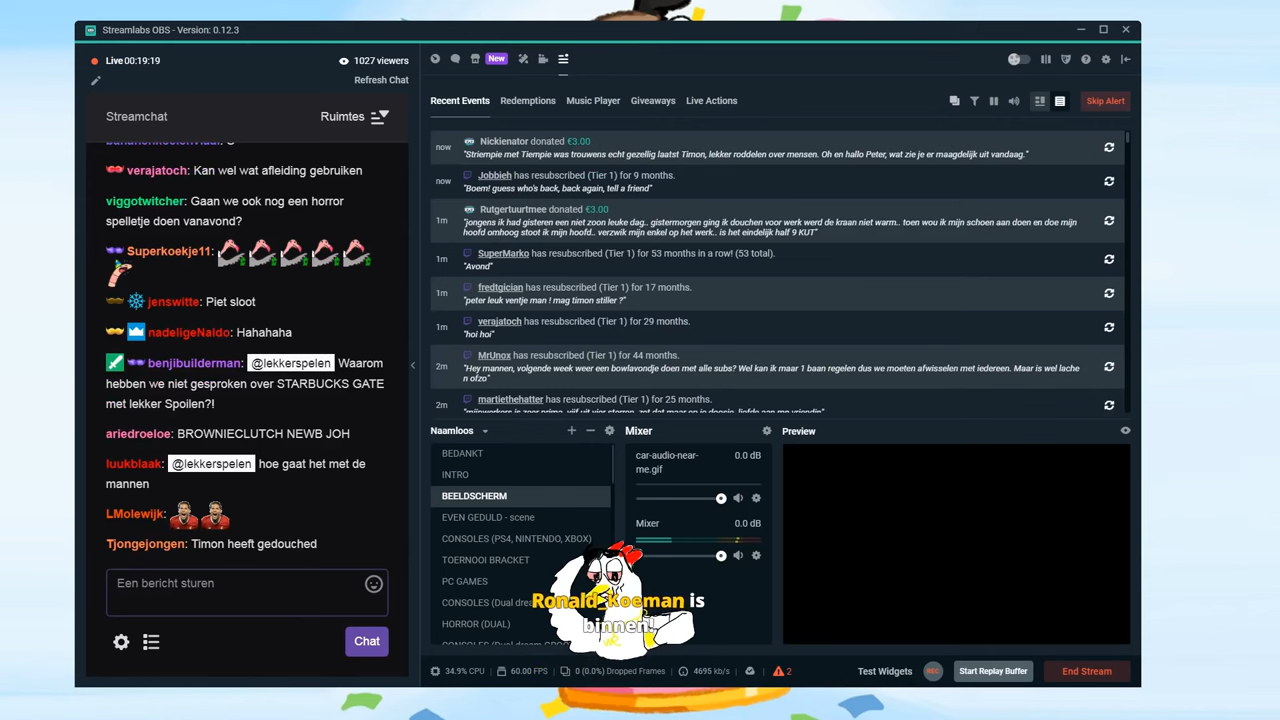 Streamlabs OBS - Version: 0.12.3
Live 00:19:19
1027 viewers
Refresh Chat
Streamchat
Ruimtes
verajatoch: Kan wel wat afleiding gebruiken
viggotwitcher: Gaan we ook nog een horror
spelletje doen vanavond?
Superkoekje11:
jenswitte: Piet sloot
nadeligeNaldo: Hahahaha
benjibuilderman: @lekkerspelen Waarom
hebben we niet gesproken over STARBUCKS GATE
met lekker Spoilen?!
ariedroeloe: BROWNIECLUTCH NEWB JOH
luukblaak: @lekkerspelen hoe gaat het met de
mannen
LMolewijk:
Tjongejongen: Timon heeft gedouched
Een bericht sturen
Chat
New
Recent Events
Redemptions
Music Player
Giveaways
Live Actions
Skip Alert
now
Nickienator donated €3.00
"Striempie met Tiempie was trouwens echt gezellig laatst Timon, lekker roddelen over mensen. Oh en hallo Peter, wat zie je er maagdelijk uit vandaag."
now
Jobbieh has resubscribed (Tier 1) for 9 months.
"Boem! guess who's back, back again, tell a friend"
1m
Rutgertuurtmee donated €3.00
"jongens ik had gisteren een niet zoon leuke dag.. gistermorgen ging ik douchen voor werk werd de kraan niet warm.. toen wou ik mijn schoen aan doen en doe mijn
hoofd omhoog stoot ik mijn hoofd.. verzwik mijn enkel op het werk.. is het eindelijk half 9 KUT"
1m
SuperMarko has resubscribed (Tier 1) for 53 months in a row! (53 total).
"Avond"
1m
fredtgician has resubscribed (Tier 1) for 17 months.
"peter leuk ventje man ! mag timon stiller ?"
1m
verajatoch has resubscribed (Tier 1) for 29 months.
"hoi hoi"
2m
MrUnox has resubscribed (Tier 1) for 44 months.
"Hey mannen, volgende week weer een bowlavondje doen met alle subs? Wel kan ik maar 1 baan regelen dus we moeten afwisselen met iedereen. Maar is wel lache
n ofzo"
2m
martiethehatter has resubscribed (Tier 1) for 25 months.
Naamloos
BEDANKT
INTRO
BEELDSCHERM
EVEN GEDULD - scene
CONSOLES (PS4, NINTENDO, XBOX)
TOERNOOI BRACKET
PC GAMES
CONSOLES (Dual
HORROR (DUAL)
Mixer
car-audio-near-
me.gif
0.0 dB
Mixer
0.0 dB
Preview
Ronald_Koeman is
binnen!
34.9% CPU
60.00 FPS
0 (0.0%) Dropped Frames
4695 kb/s
2
Test Widgets
REC
Start Replay Buffer
End Stream